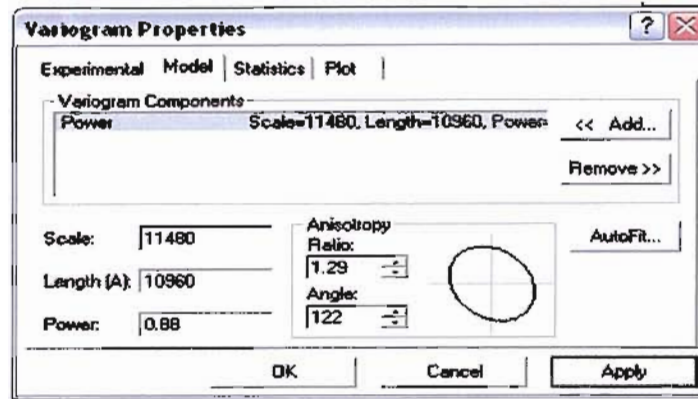 Variogram Properties
Experimental Model Statistics Plot
Variogram Components
Power Scale=11480, Length=10960, Power=
<< Add...
Remove >>
Scale: 11480
Length (A): 10960
Power: 0.88
Anisotropy
Ratio:
1.29
Angle:
122
AutoFit...
OK Cancel Apply